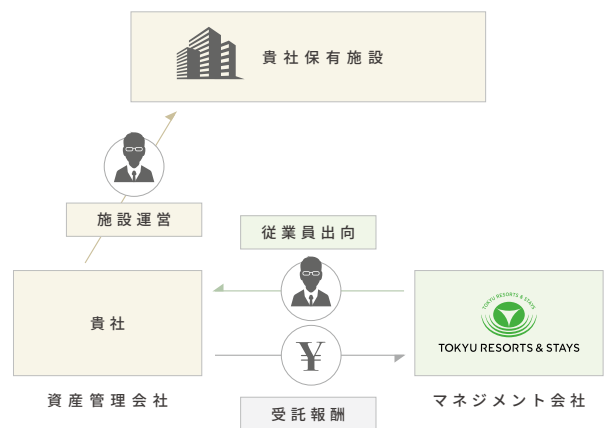 貴社保有施設
施設運営
従業員出向
貴社
TOKYU RESORTS & STAYS
TOKYU RESORTS & STAYS
¥
資産管理会社
マネジメント会社
受託報酬